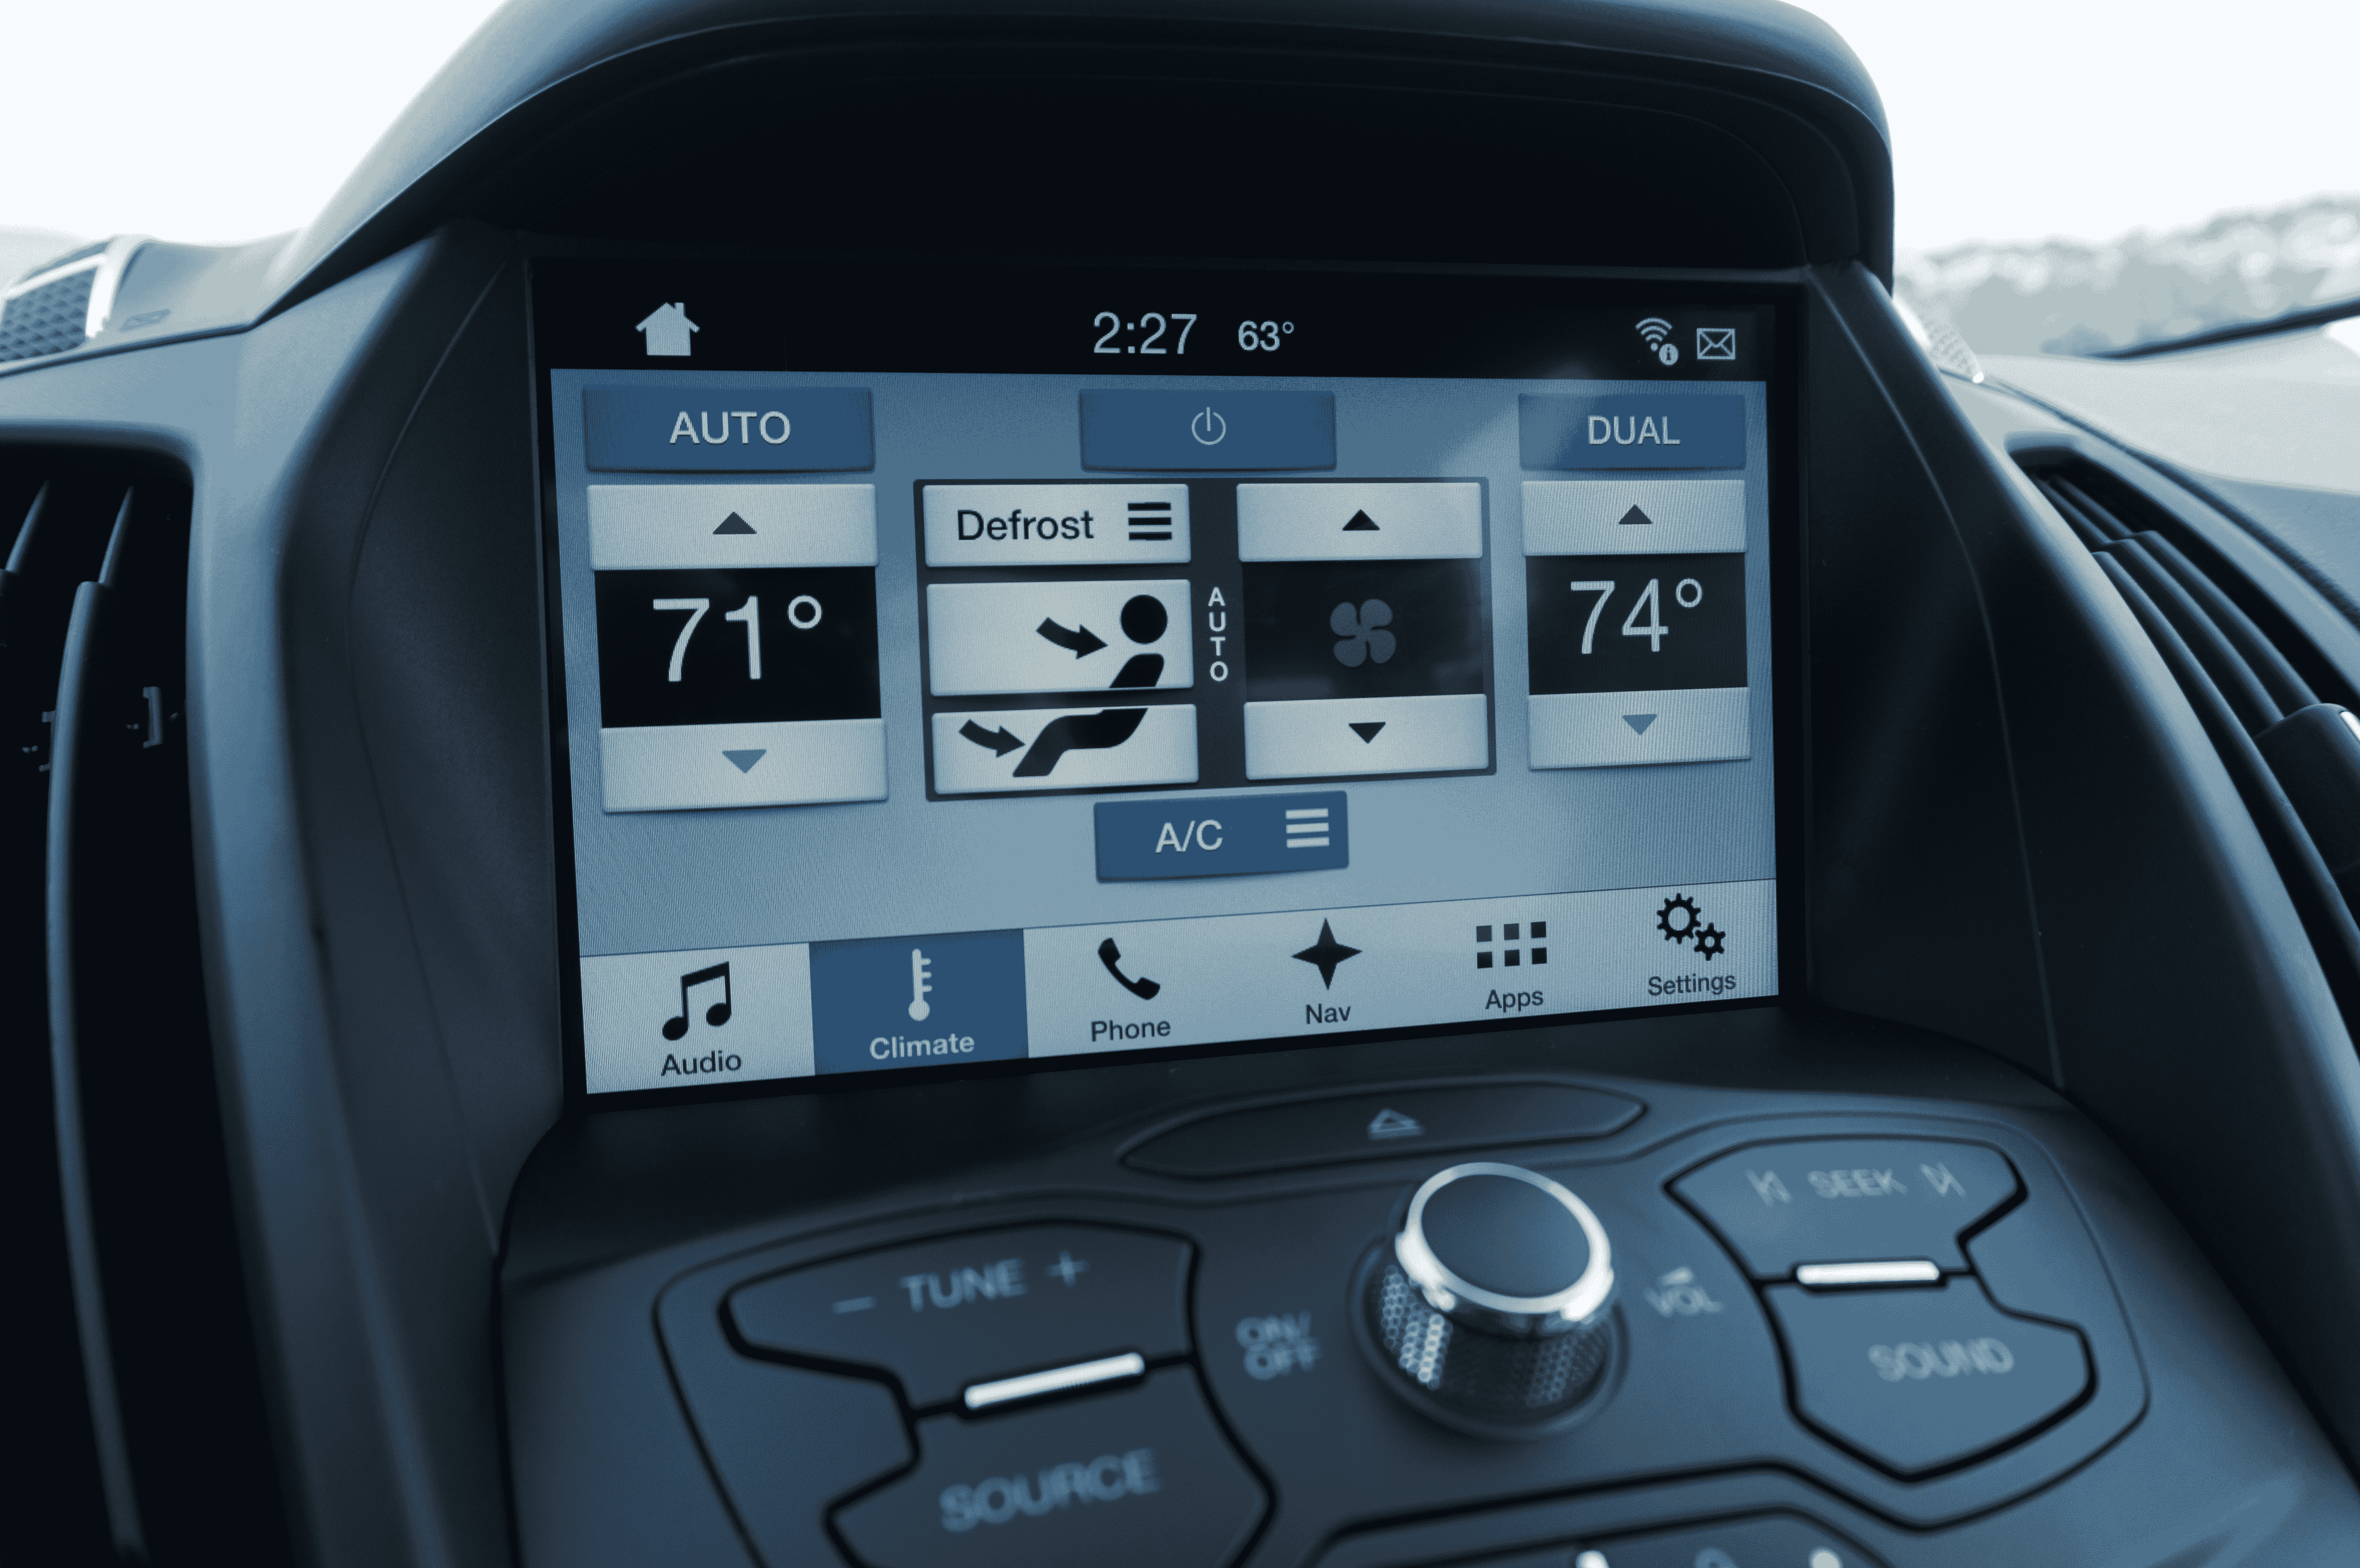 2:27 63°
AUTO
DUAL
Defrost
71°
AUTO
74°
A/C
Audio
Climate
Phone
Nav
Apps
Settings
SEEK
– TUNE +
ON/
OFF
VOL
SOUND
SOURCE